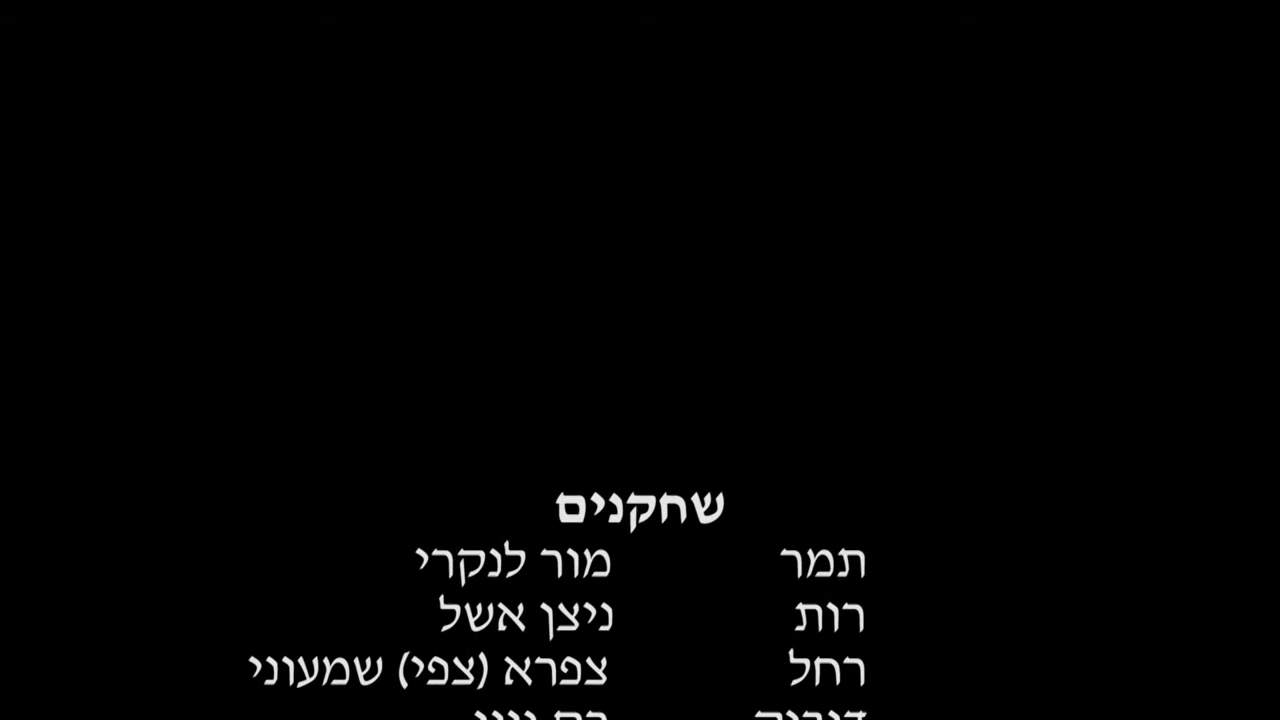 שחקנים
תמר מור לנקרי
רות ניצן אשל
רחל צפרא (צפי) שמעוני